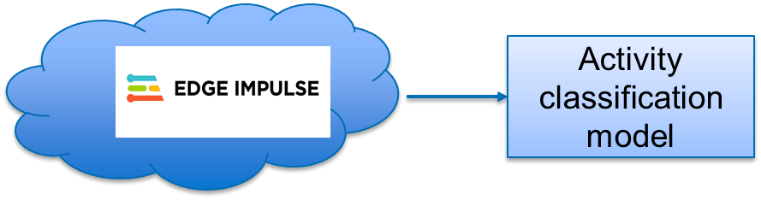 EDGE IMPULSE
Activity
classification
model